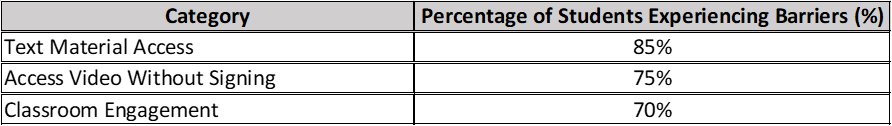 Category Percentage of Students Experiencing Barriers (%)
Text Material Access 85%
Access Video Without Signing 75%
Classroom Engagement 70%